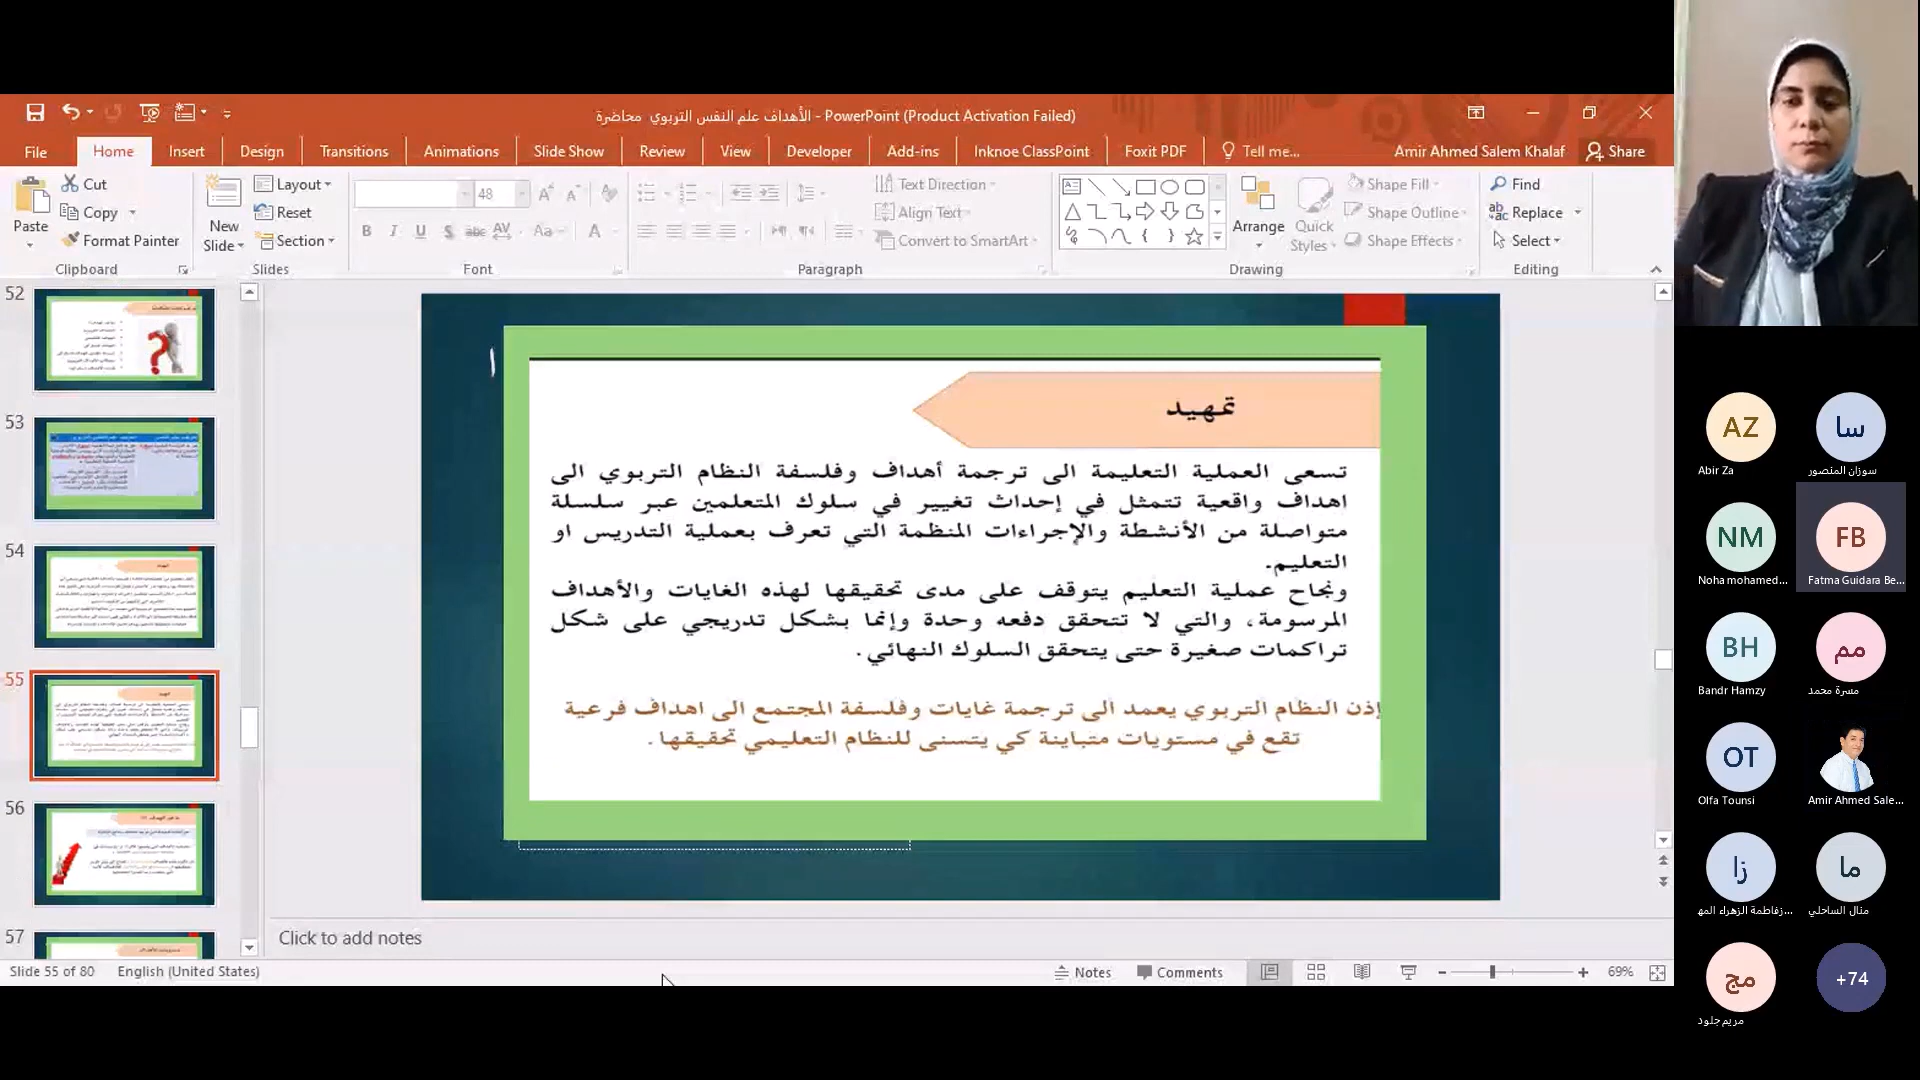 الأهداف علم النفس التربوي محاضرة - PowerPoint (Product Activation Failed)
File Home Insert Design Transitions Animations Slide Show Review View Developer Add-ins Inknoe ClassPoint Foxit PDF Tell me... Amir Ahmed Salem Khalaf Share
Paste
Cut
Copy
Format Painter
Clipboard
New Slide
Layout
Reset
Section
Slides
48
Font
Text Direction
Align Text
Convert to SmartArt
Paragraph
Arrange
Quick Styles
Shape Fill
Shape Outline
Shape Effects
Drawing
Find
Replace
Select
Editing
52
53
54
55
56
57
تمهيد
تسعى العملية التعليمة الى ترجمة أهداف وفلسفة النظام التربوي الى
اهداف واقعية تتمثل في إحداث تغيير في سلوك المتعلمين عبر سلسلة
متواصلة من الأنشطة والإجراءات المنظمة التي تعرف بعملية التدريس او
التعليم.
ونجاح عملية التعليم يتوقف على مدى تحقيقها لهذه الغايات والأهداف
المرسومة، والتي لا تتحقق دفعه وحدة وإنما بشكل تدريجي على شكل
تراكمات صغيرة حتى يتحقق السلوك النهائي.
إذن النظام التربوي يعمد الى ترجمة غايات وفلسفة المجتمع الى اهداف فرعية
تقع في مستويات متباينة كي يتسنى للنظام التعليمي تحقيقها.
Click to add notes
Slide 55 of 80 English (United States) Notes Comments 69%
AZ
Abir Za
سا
سوزان المنصور
NM
Noha mohamed...
FB
Fatma Guidara Be...
BH
Bandr Hamzy
مم
مسرة محمد
OT
Olfa Tounsi
Amir Ahmed Sale...
زا
زفاطمة الزهراء المه...
ما
منال الساحلي
مج
مريم جلود
+74